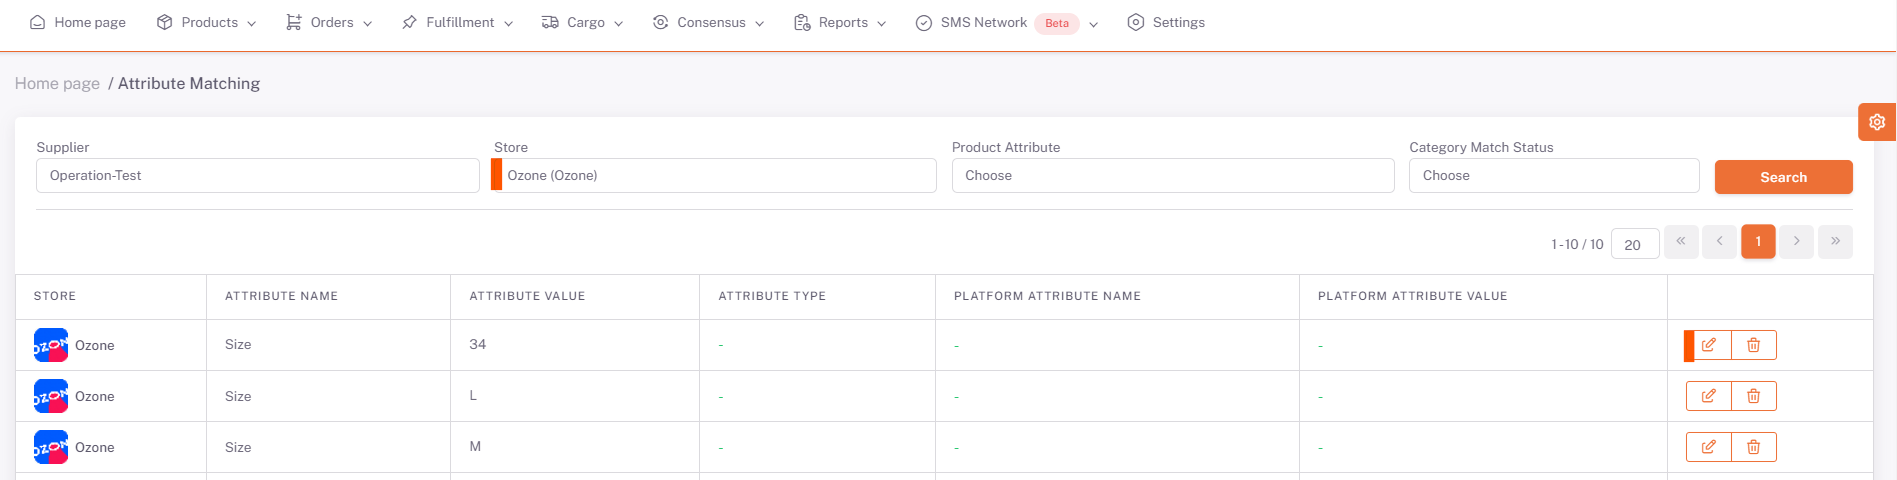 Home page Products Orders Fulfillment Cargo Consensus Reports SMS Network Beta Settings
Home page / Attribute Matching
Supplier Store Product Attribute Category Match Status
Operation-Test Ozone (Ozone) Choose Choose Search
1 - 10 / 10 20 « ‹ 1 › »
STORE ATTRIBUTE NAME ATTRIBUTE VALUE ATTRIBUTE TYPE PLATFORM ATTRIBUTE NAME PLATFORM ATTRIBUTE VALUE
OZON Ozone Size 34 - - -
OZON Ozone Size L - - -
OZON Ozone Size M - - -